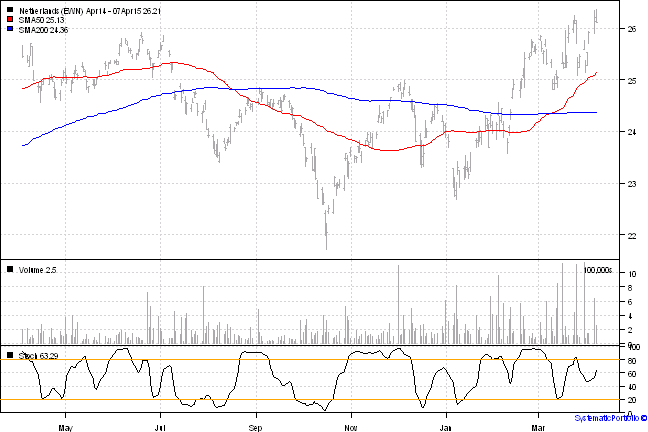 Netherlands (EWN) Apr14 - 07Apr15 26.21
SMA50 25.13
SMA200 24.36
26
25
24
23
22
Volume 2.5
100,000s
10
8
6
4
2
0
Stoch 63.29
100
80
60
40
20
0
May Jul Sep Nov Jan Mar
SystematicPortfolio ©